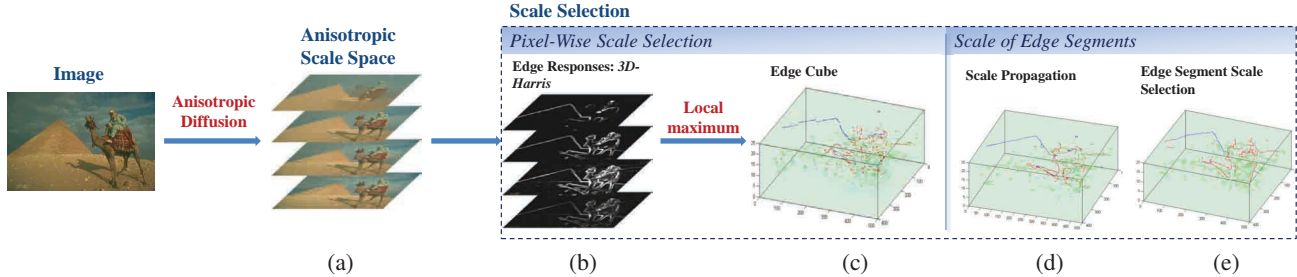 Scale Selection
Anisotropic
Scale Space
Pixel-Wise Scale Selection
Scale of Edge Segments
Image
Edge Responses: 3D-
Harris
Edge Cube
Scale Propagation
Edge Segment Scale
Selection
Anisotropic
Diffusion
Local
maximum
(a)
(b)
(c)
(d)
(e)